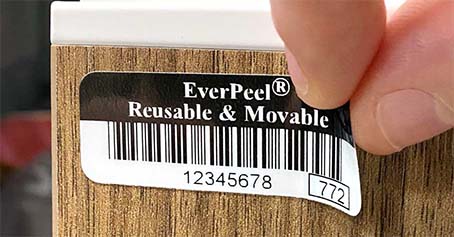 EverPeel®
Reusable & Movable
12345678
772